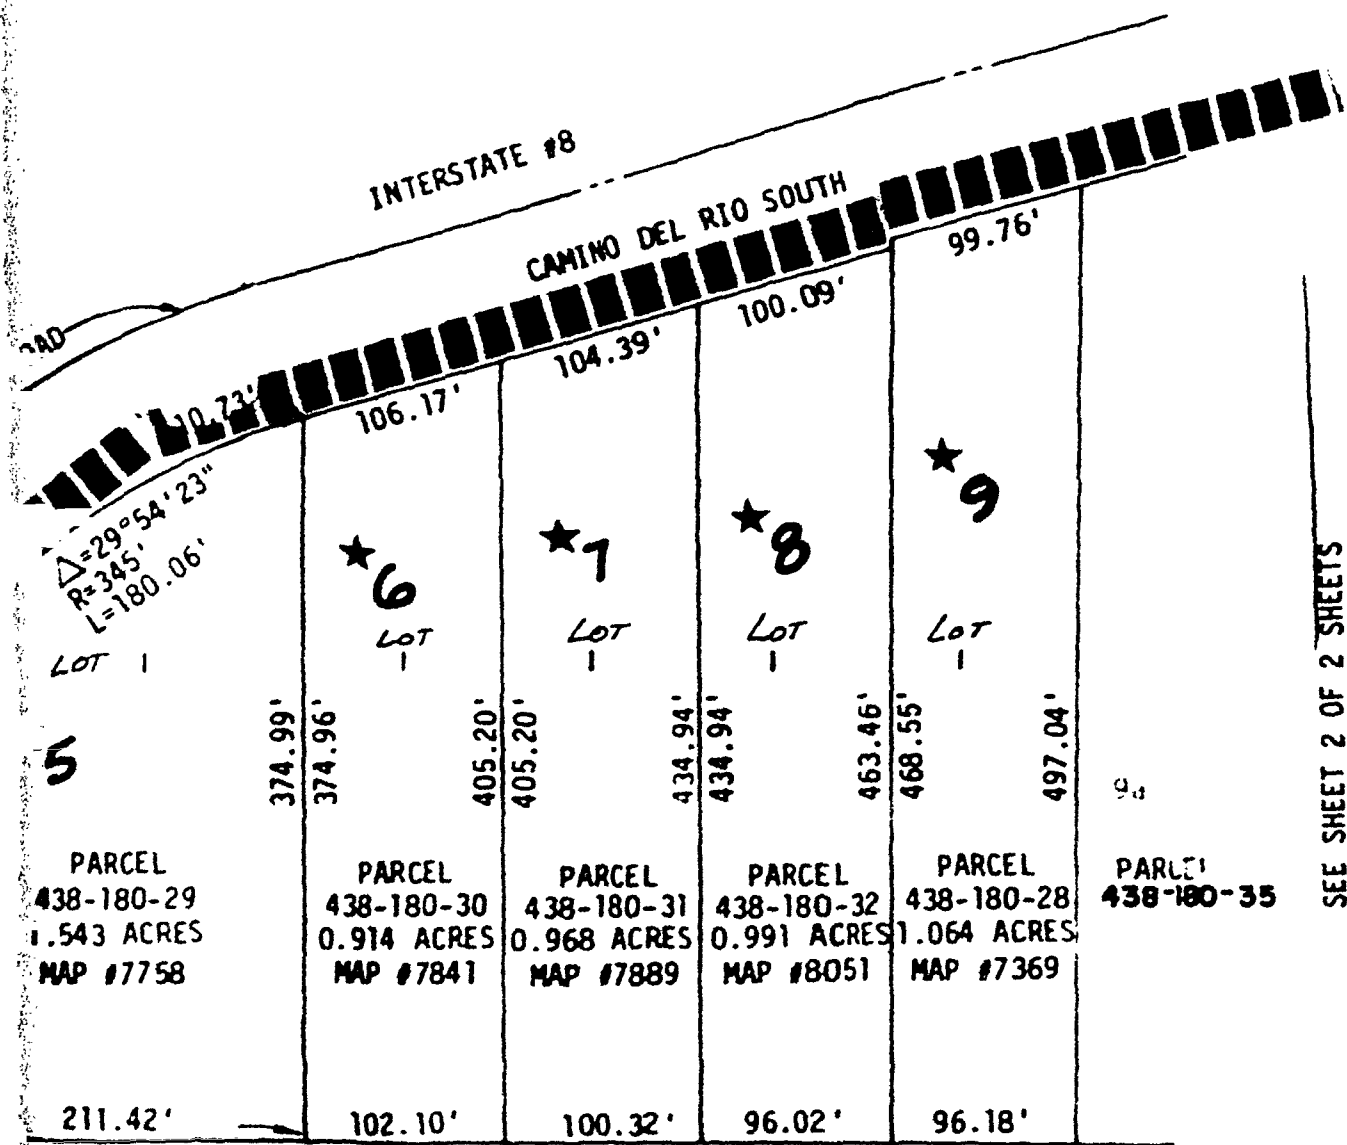 INTERSTATE #8
CAMINO DEL RIO SOUTH
99.76'
100.09'
104.39'
106.17'
10.73'
Δ=29°54'23"
R=345'
L=180.06'
9
8
7
6
LOT 1
LOT
1
LOT
1
LOT
1
LOT
1
5
374.99'
374.96'
405.20'
405.20'
434.94'
434.94'
463.46'
468.55'
497.04'
SEE SHEET 2 OF 2 SHEETS
PARCEL
438-180-29
1.543 ACRES
MAP #7758
PARCEL
438-180-30
0.914 ACRES
MAP #7841
PARCEL
438-180-31
0.968 ACRES
MAP #7889
PARCEL
438-180-32
0.991 ACRES
MAP #8051
PARCEL
438-180-28
1.064 ACRES
MAP #7369
PARCEL
438-180-35
211.42'
102.10'
100.32'
96.02'
96.18'